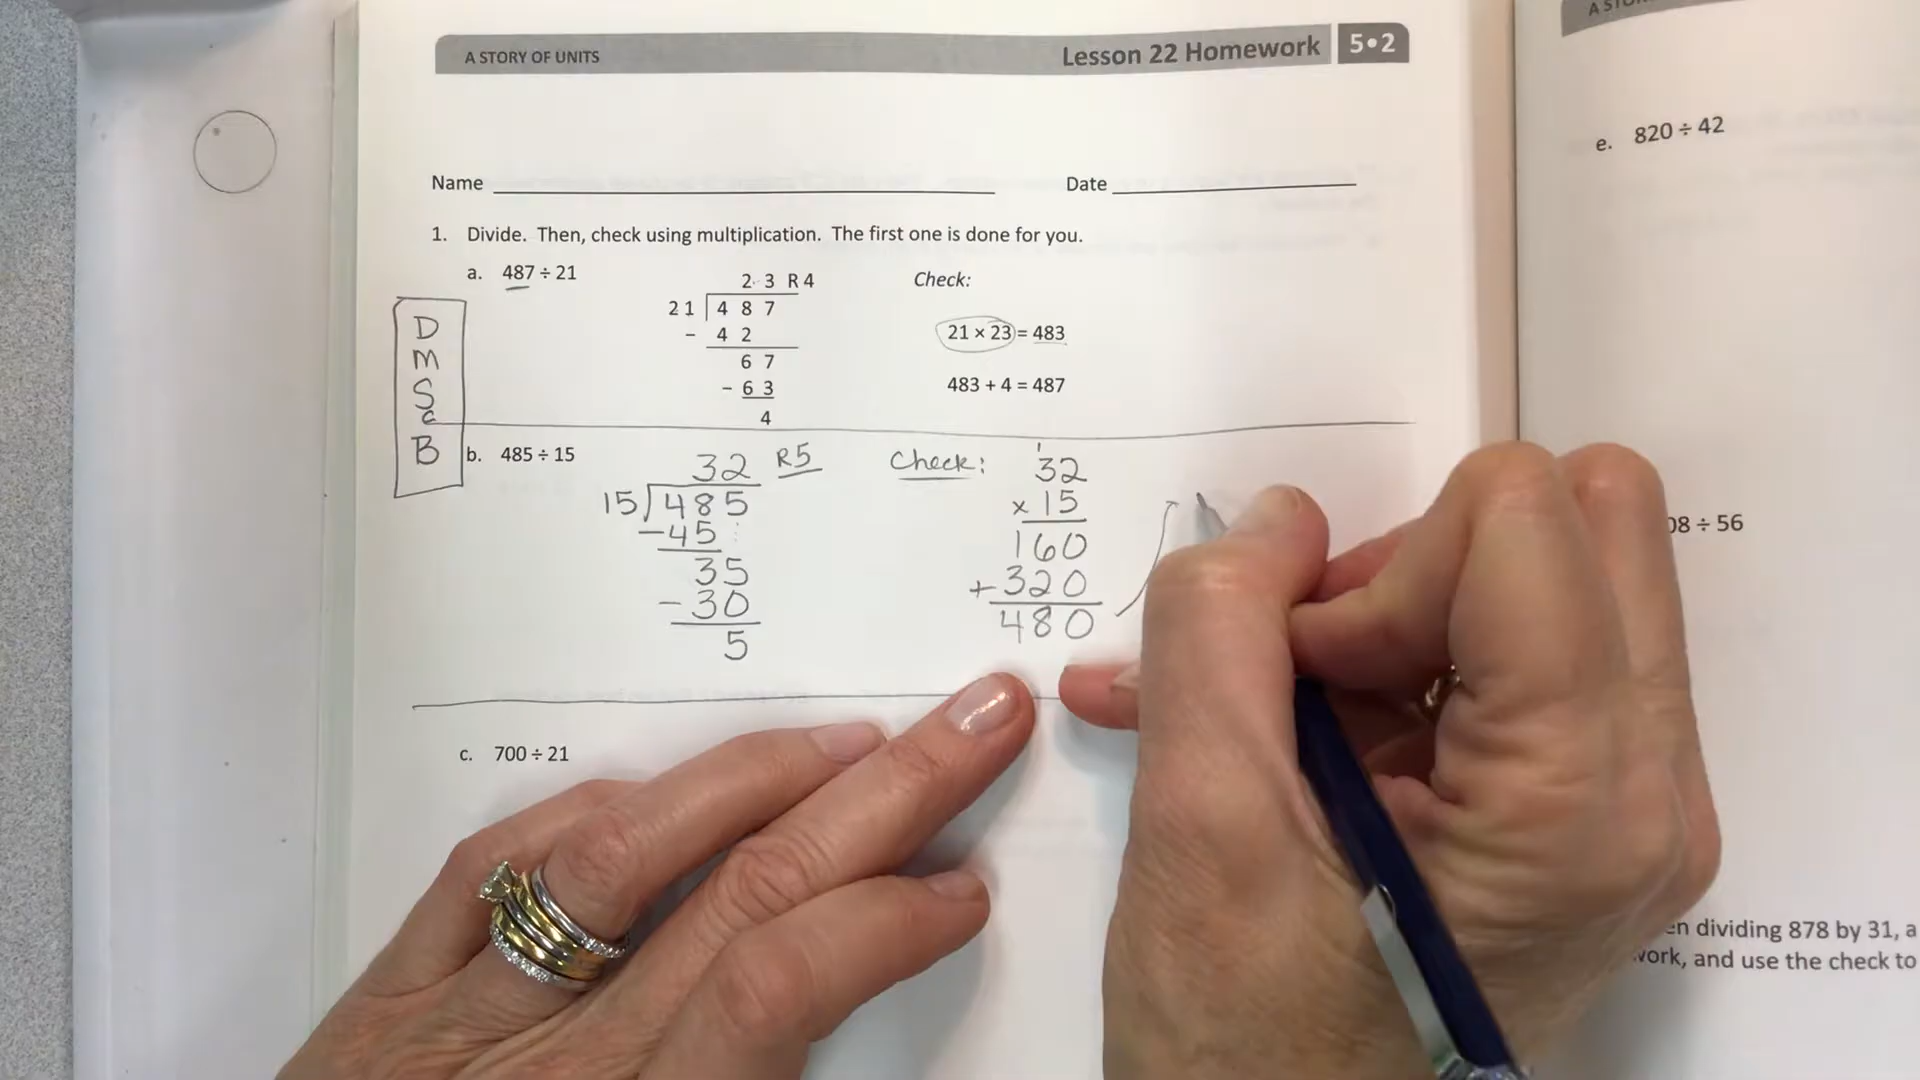 A STORY OF UNITS
Lesson 22 Homework 5•2
Name
Date
1. Divide. Then, check using multiplication. The first one is done for you.
a. 487 ÷ 21
2 3 R 4
21 4 8 7
- 4 2
6 7
- 6 3
4
Check:
21 × 23 = 483
483 + 4 = 487
D
M
S
C
B
b. 485 ÷ 15
32 R5
15 485
-45
35
-30
5
Check:
1
32
x 15
160
+320
480
c. 700 ÷ 21
e. 820 ÷ 42
8 ÷ 56
dividing 878 by 31, a
and use the check to